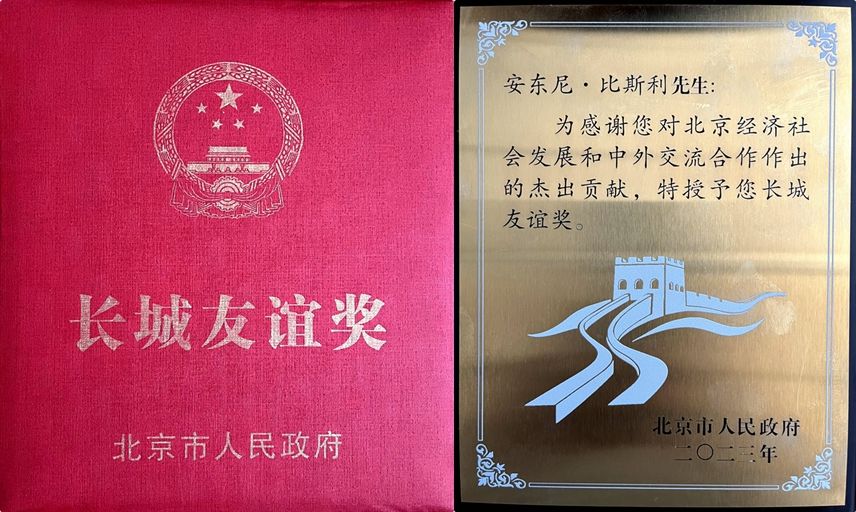 长城友谊奖
北京市人民政府
安东尼·比斯利先生:
为感谢您对北京经济社
会发展和中外交流合作作出
的杰出贡献，特授予您长城
友谊奖。
北京市人民政府
二〇二三年